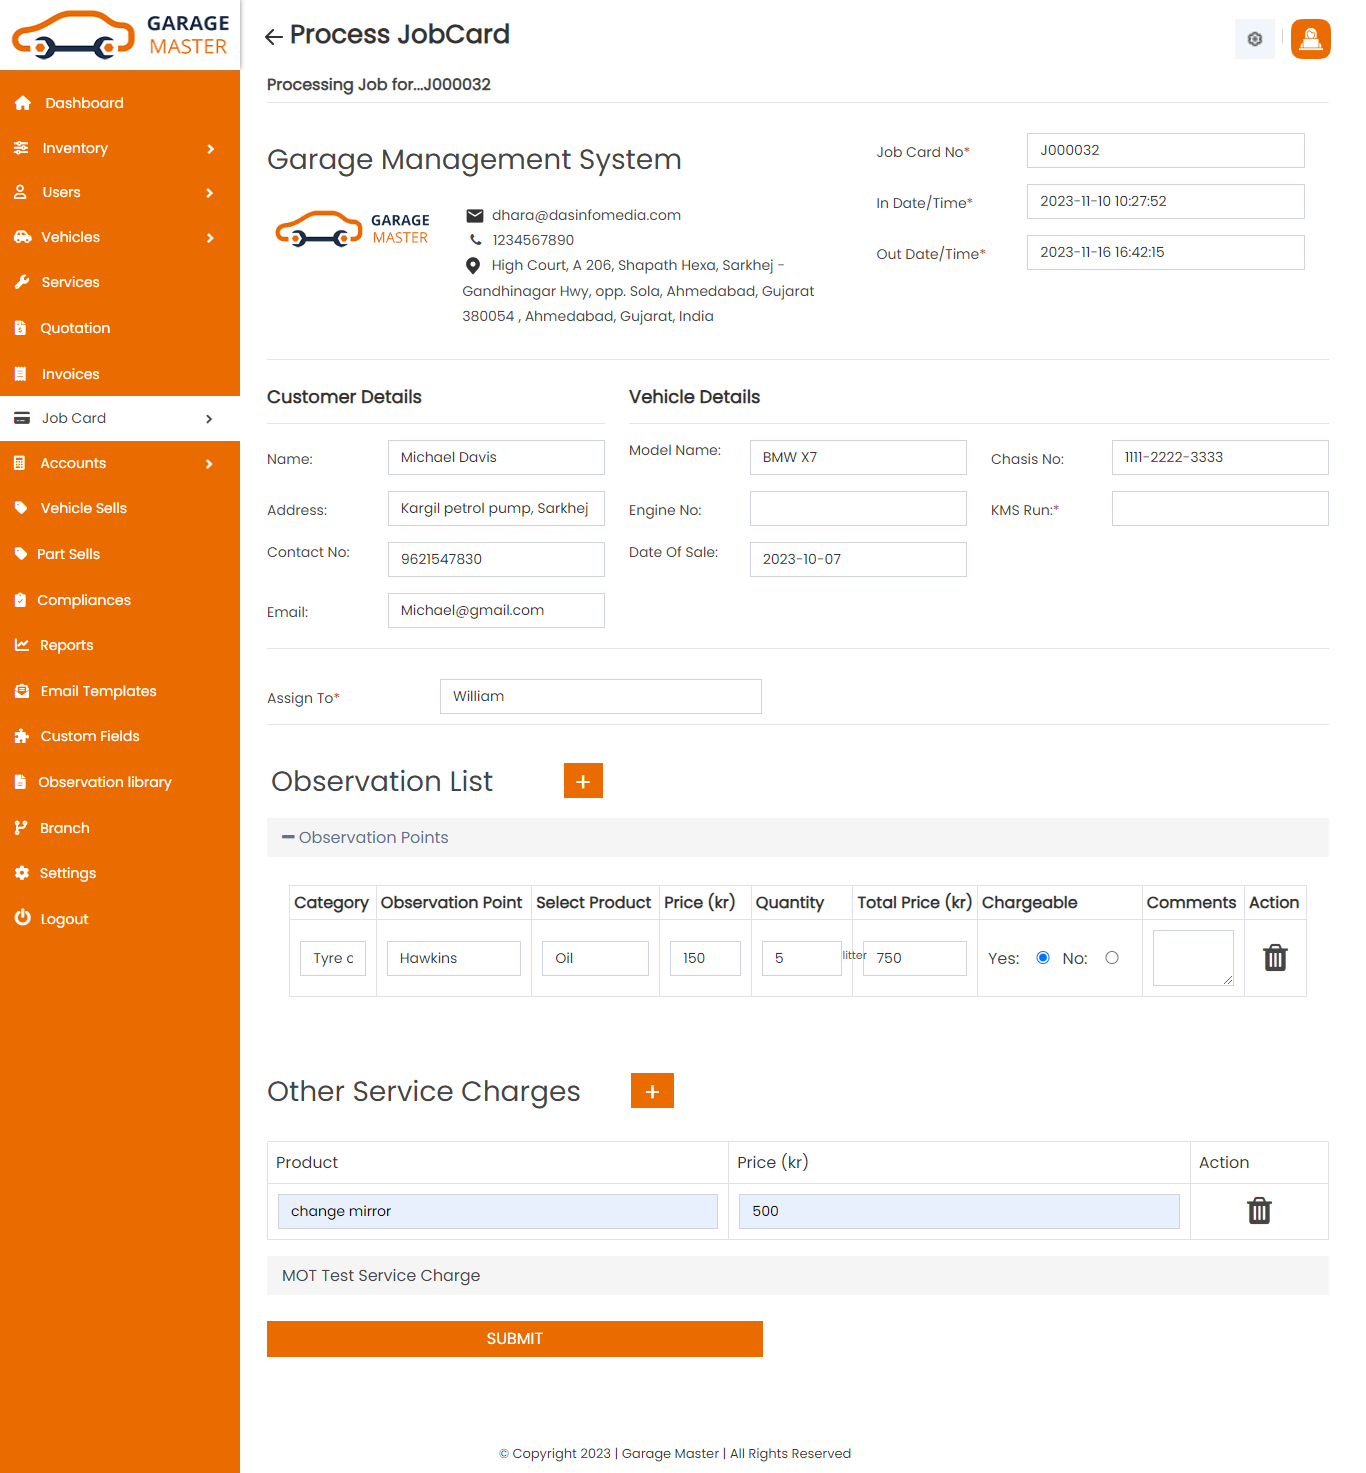 GARAGE
MASTER
Dashboard
Inventory
Users
Vehicles
Services
Quotation
Invoices
Job Card
Accounts
Vehicle Sells
Part Sells
Compliances
Reports
Email Templates
Custom Fields
Observation library
Branch
Settings
Logout
Process JobCard
Processing Job for...J000032
Garage Management System
GARAGE
MASTER
dhara@dasinfomedia.com
1234567890
High Court, A 206, Shapath Hexa, Sarkhej -
Gandhinagar Hwy, opp. Sola, Ahmedabad, Gujarat
380054 , Ahmedabad, Gujarat, India
Job Card No* J000032
In Date/Time* 2023-11-10 10:27:52
Out Date/Time* 2023-11-16 16:42:15
Customer Details
Name: Michael Davis
Address: Kargil petrol pump, Sarkhej
Contact No: 9621547830
Email: Michael@gmail.com
Vehicle Details
Model Name: BMW X7 Chasis No: 1111-2222-3333
Engine No: KMS Run:*
Date Of Sale: 2023-10-07
Assign To* William
Observation List +
Observation Points
Category Observation Point Select Product Price (kr) Quantity Total Price (kr) Chargeable Comments Action
Tyre c Hawkins Oil 150 5 litter 750 Yes: No:
Other Service Charges +
Product Price (kr) Action
change mirror 500
MOT Test Service Charge
SUBMIT
© Copyright 2023 | Garage Master | All Rights Reserved